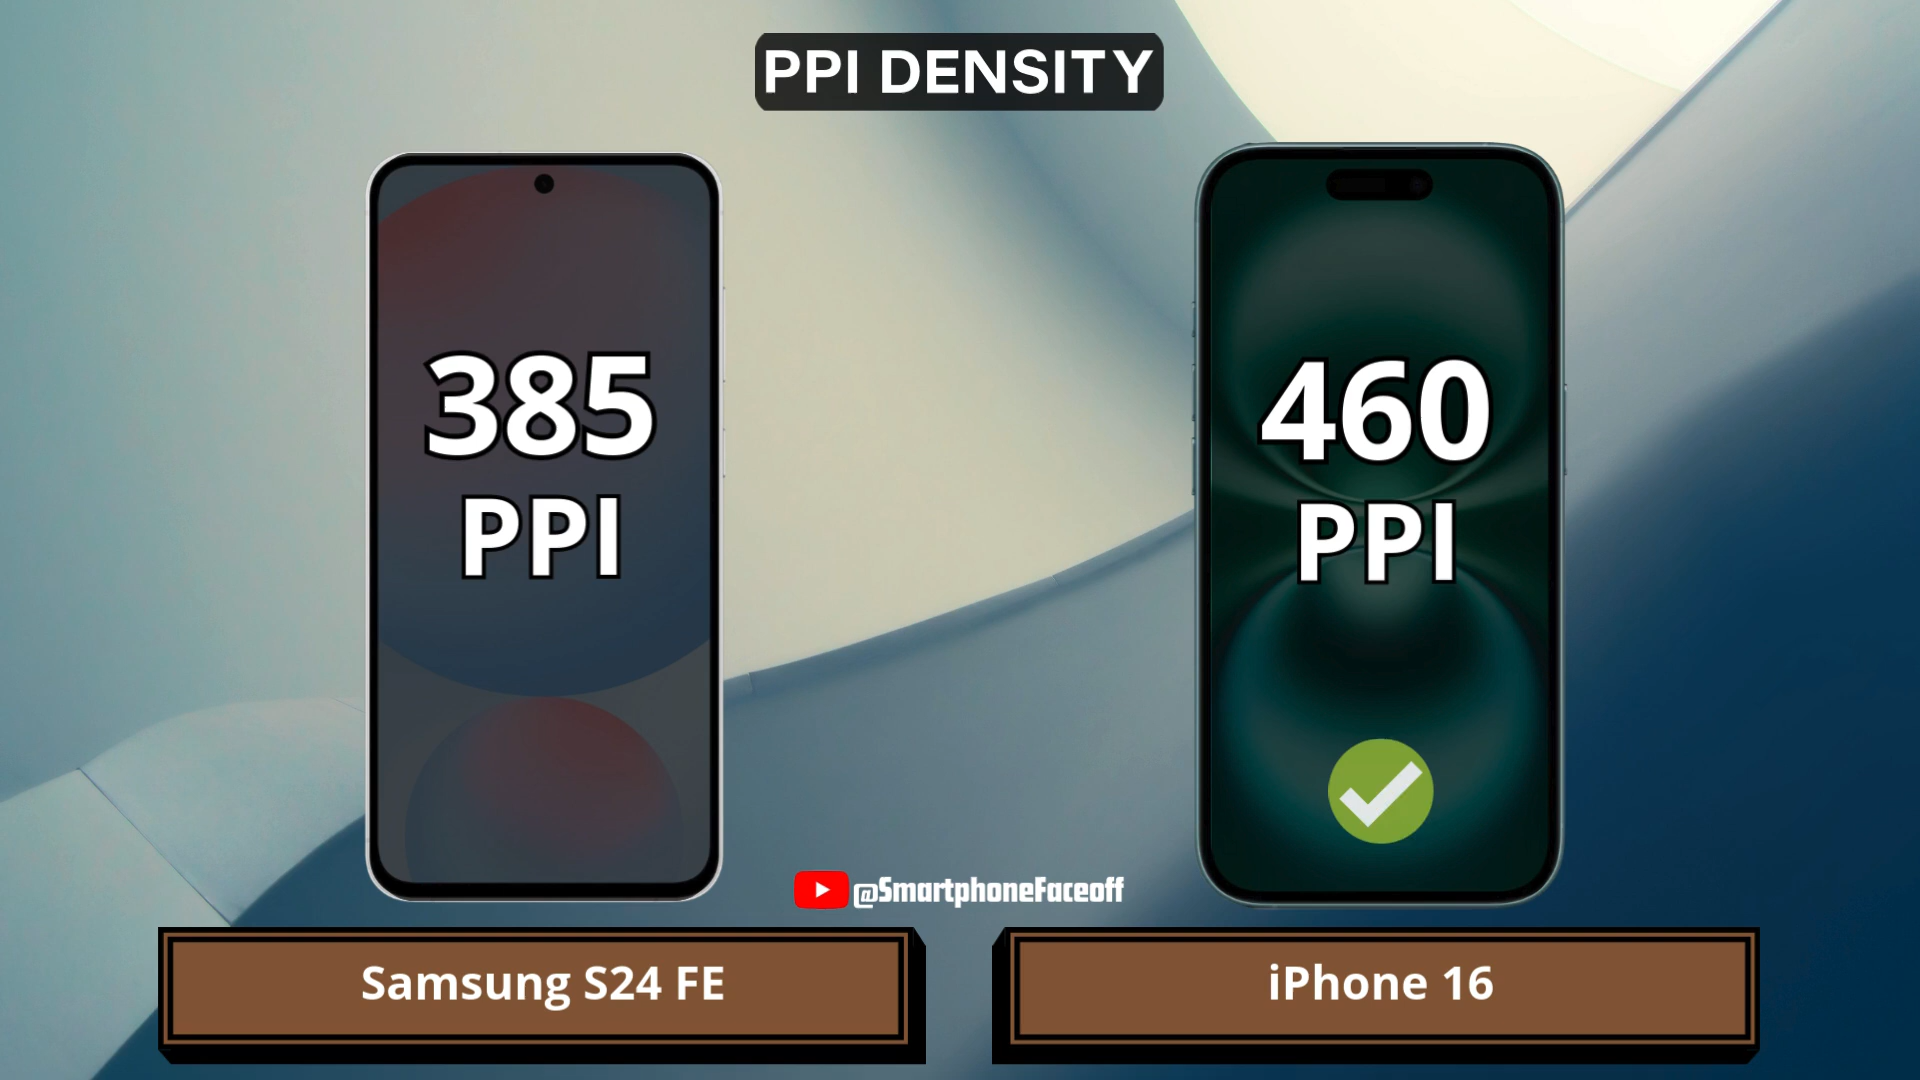 PPI DENSITY
385
PPI
460
PPI
@SmartphoneFaceoff
Samsung S24 FE
iPhone 16